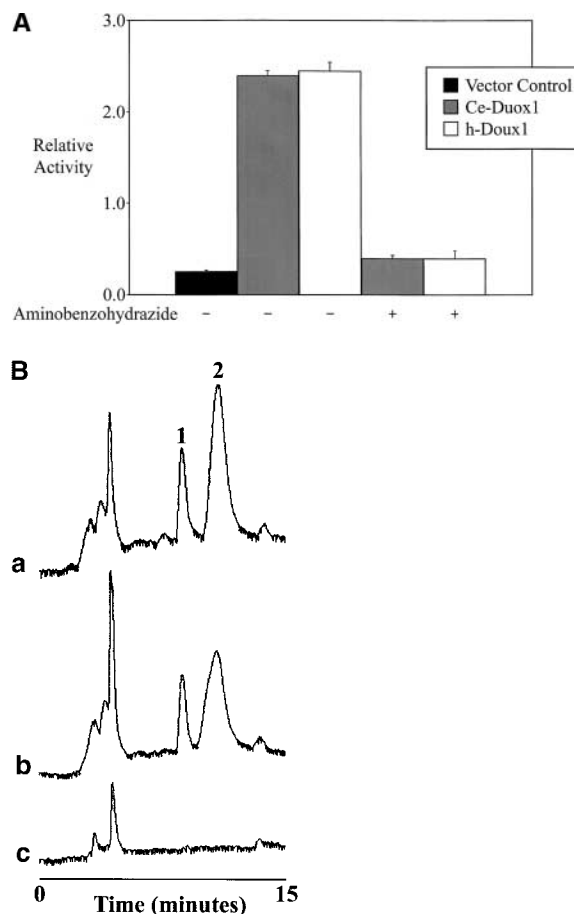 A
3.0
2.0
1.0
0.0
Relative
Activity
Vector Control
Ce-Duox1
h-Doux1
Aminobenzohydrazide − − − + +
B
1
2
a
b
c
0 15
Time (minutes)